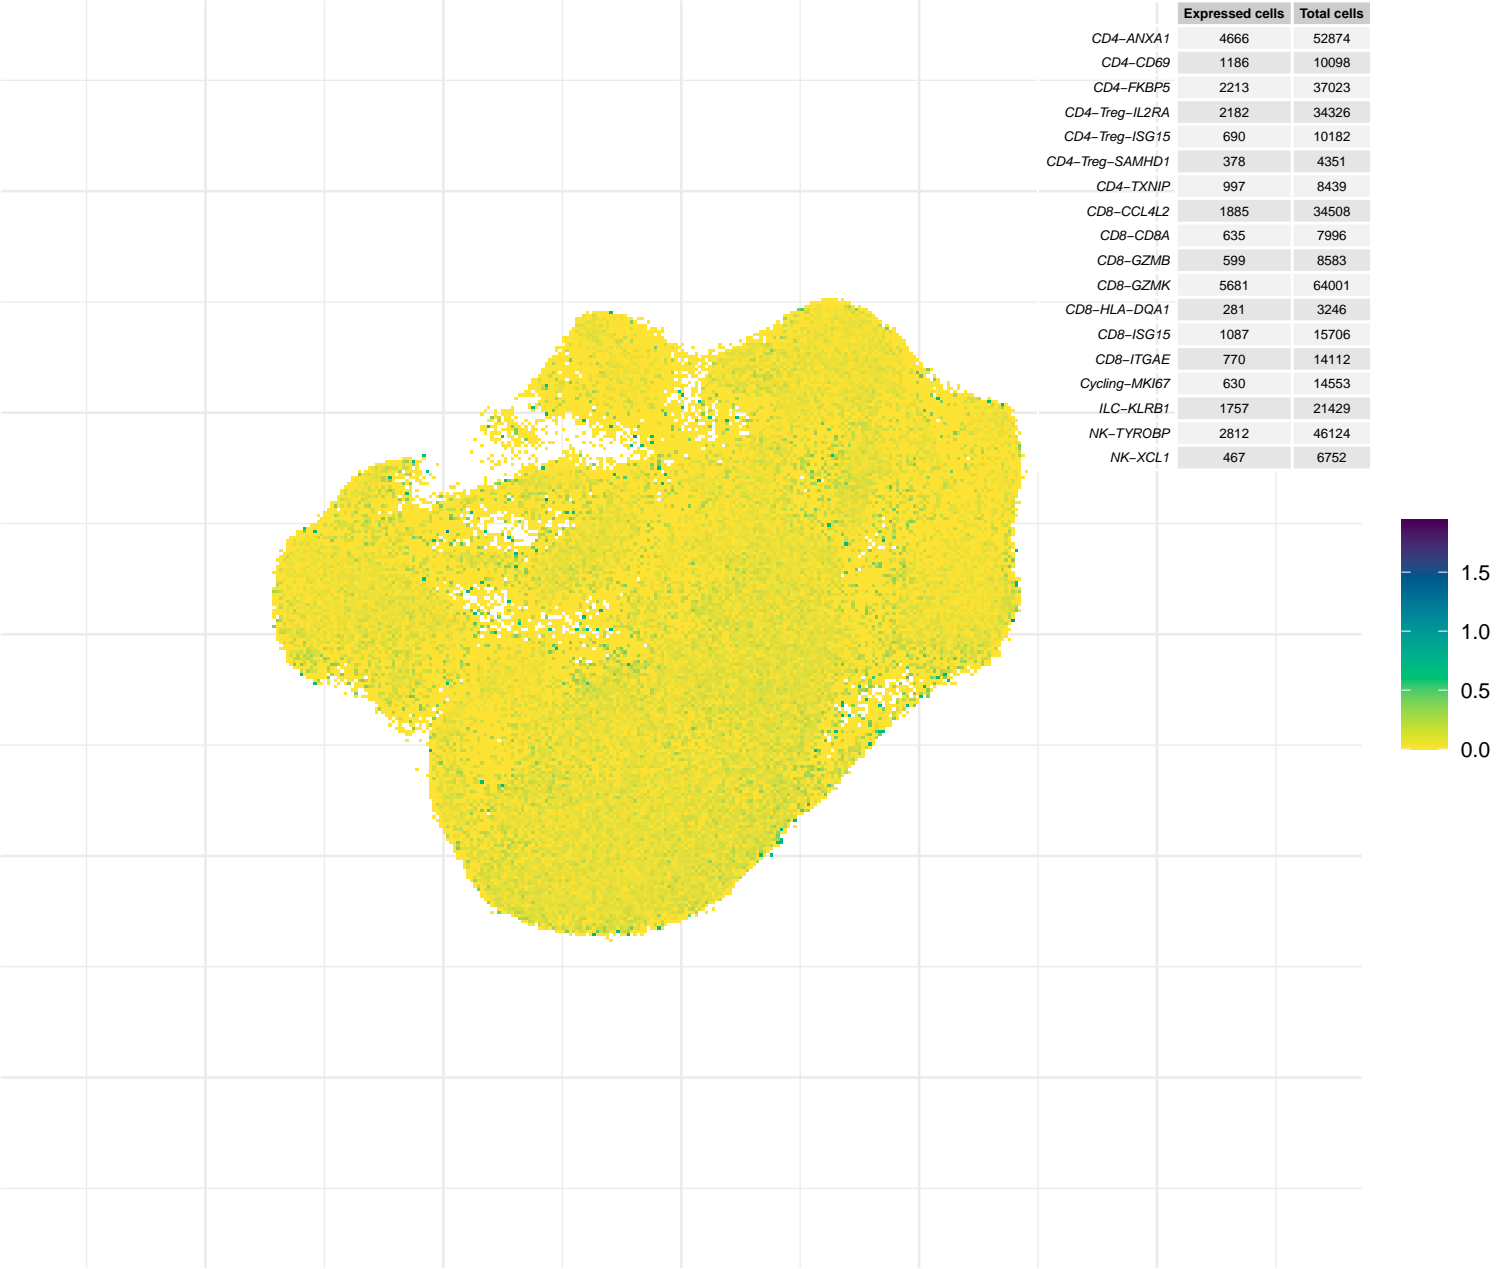 Expressed cells Total cells
CD4−ANXA1 4666 52874
CD4−CD69 1186 10098
CD4−FKBP5 2213 37023
CD4−Treg−IL2RA 2182 34326
CD4−Treg−ISG15 690 10182
CD4−Treg−SAMHD1 378 4351
CD4−TXNIP 997 8439
CD8−CCL4L2 1885 34508
CD8−CD8A 635 7996
CD8−GZMB 599 8583
CD8−GZMK 5681 64001
CD8−HLA−DQA1 281 3246
CD8−ISG15 1087 15706
CD8−ITGAE 770 14112
Cycling−MKI67 630 14553
ILC−KLRB1 1757 21429
NK−TYROBP 2812 46124
NK−XCL1 467 6752
1.5
1.0
0.5
0.0